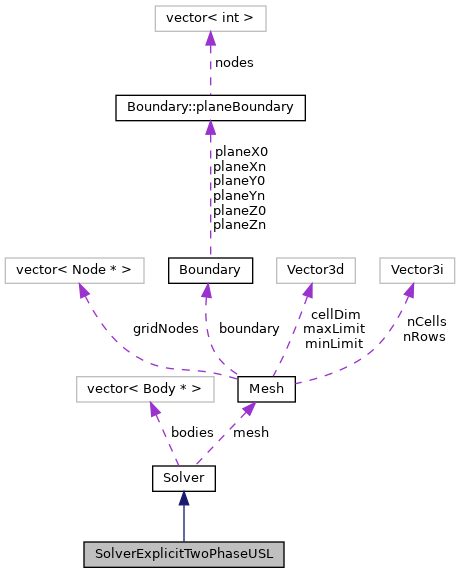 vector< int >
nodes
Boundary::planeBoundary
planeX0
planeXn
planeY0
planeYn
planeZ0
planeZn
vector< Node * >
Boundary
Vector3d
Vector3i
gridNodes
boundary
cellDim
maxLimit
minLimit
nCells
nRows
vector< Body * >
Mesh
bodies
mesh
Solver
SolverExplicitTwoPhaseUSL